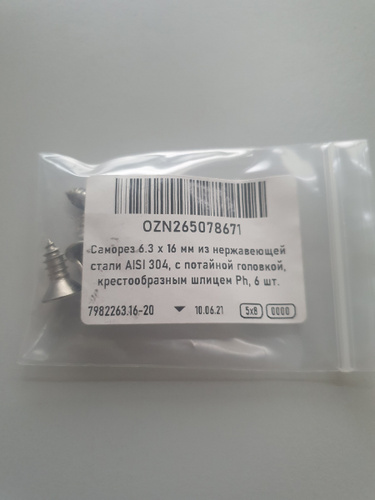 OZN265078671
Саморез 6.3 x 16 мм из нержавеющей
стали AISI 304, с потайной головкой,
крестообразным шлицем Ph, 6 шт.
7982263.16-20 10.06.21 5x8 0000